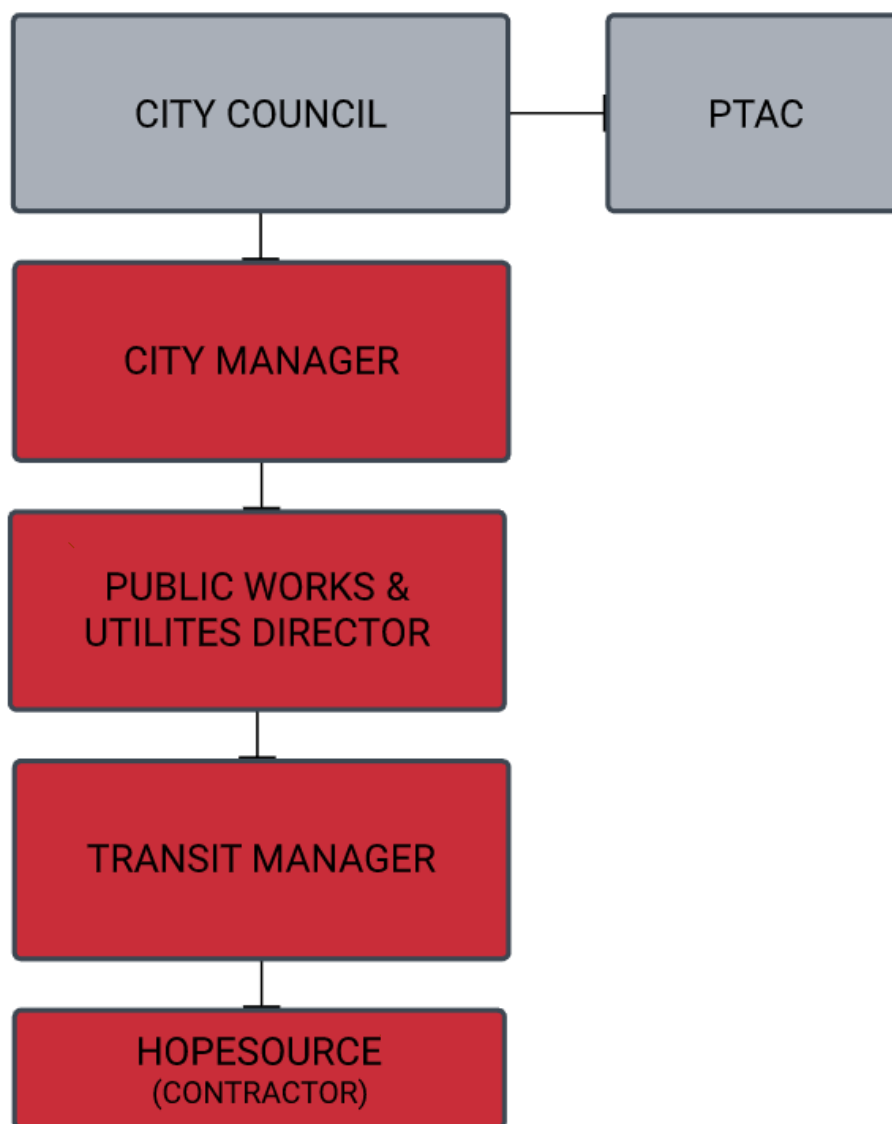 CITY COUNCIL
PTAC
CITY MANAGER
PUBLIC WORKS &
UTILITES DIRECTOR
TRANSIT MANAGER
HOPESOURCE
(CONTRACTOR)